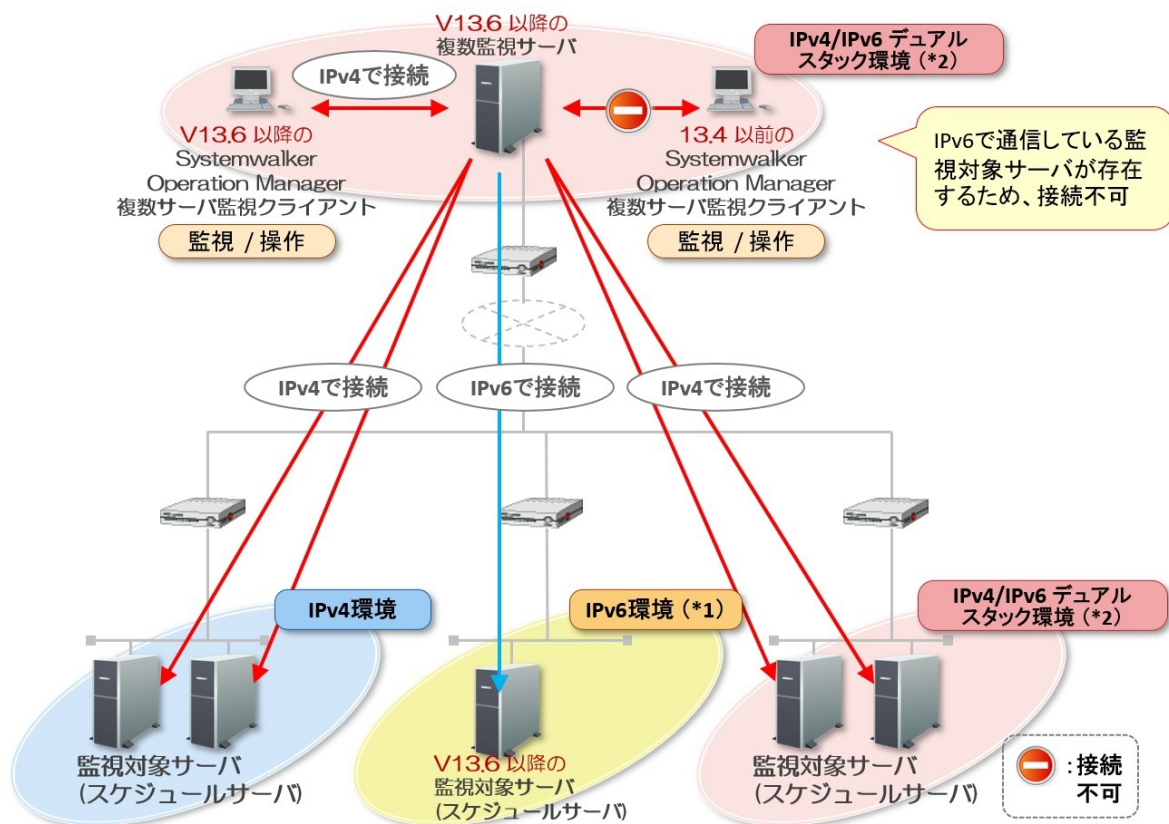 V13.6 以降の
複数監視サーバ
IPv4/IPv6 デュアル
スタック環境（*2）
IPv4で接続
V13.6 以降の
Systemwalker
Operation Manager
複数サーバ監視クライアント
監視 / 操作
13.4 以前の
Systemwalker
Operation Manager
複数サーバ監視クライアント
監視 / 操作
IPv6で通信している監
視対象サーバが存在
するため、接続不可
IPv4で接続
IPv6で接続
IPv4で接続
IPv4環境
IPv6環境（*1）
IPv4/IPv6 デュアル
スタック環境（*2）
監視対象サーバ
(スケジュールサーバ)
V13.6 以降の
監視対象サーバ
(スケジュールサーバ)
監視対象サーバ
(スケジュールサーバ)
:接続
不可